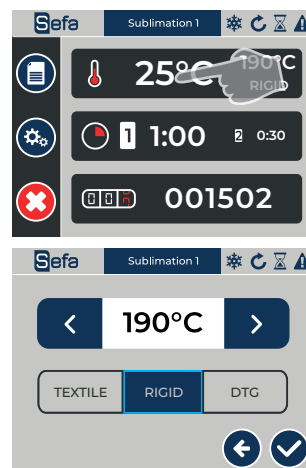 Sefa Sublimation 1
25°C 190°C
RIGID
1 1:00 2 0:30
001502
Sefa Sublimation 1
190°C
TEXTILE RIGID DTG